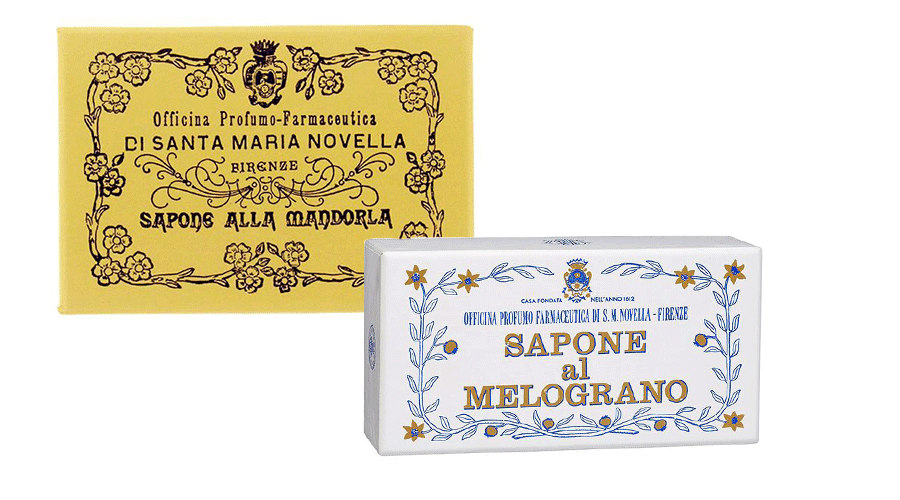 Officina Profumo-Farmaceutica
DI SANTA MARIA NOVELLA
FIRENZE
SAPONE ALLA MANDORLA
CASA FONDATA NELL'ANNO 1612
OFFICINA PROFUMO FARMACEUTICA DI S. M. NOVELLA - FIRENZE
SAPONE
al
MELOGRANO